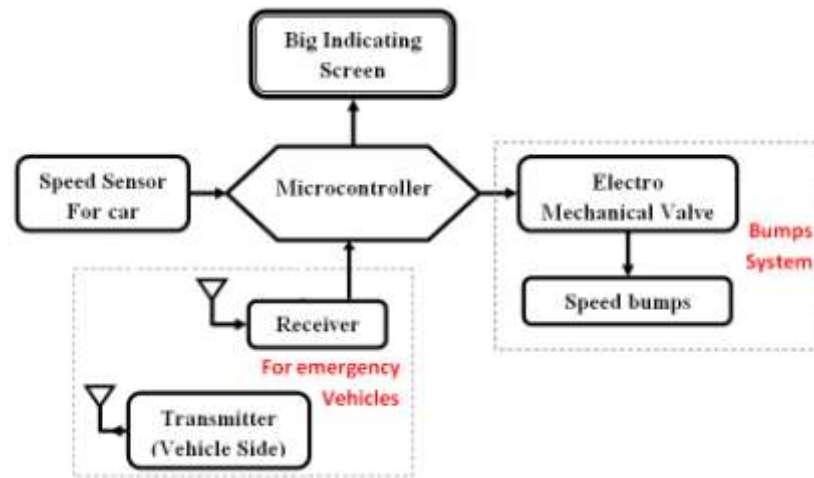 Big Indicating
Screen
Speed Sensor
For car
Microcontroller
Electro
Mechanical Valve
Bumps
System
Speed bumps
Receiver
For emergency
Vehicles
Transmitter
(Vehicle Side)